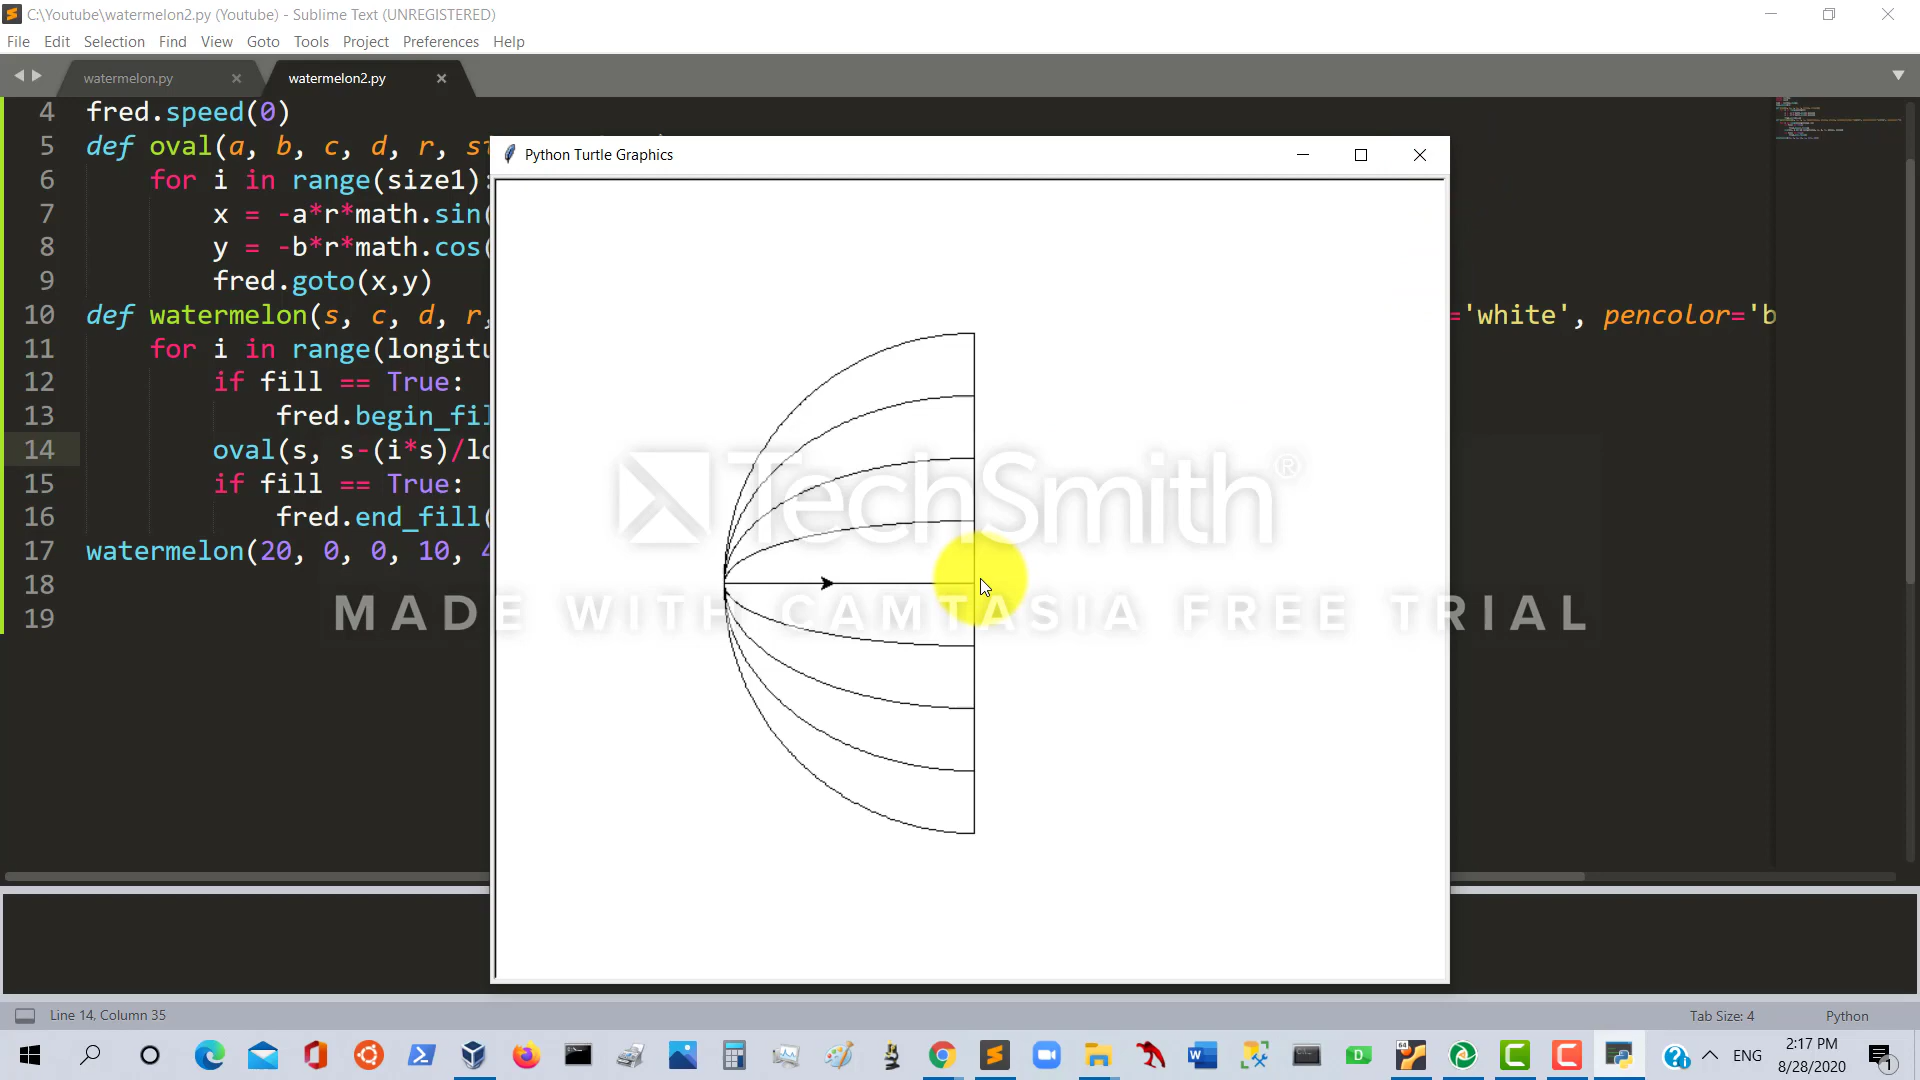 C:\Youtube\watermelon2.py (Youtube) - Sublime Text (UNREGISTERED)
File Edit Selection Find View Goto Tools Project Preferences Help
watermelon.py watermelon2.py
4 fred.speed(0)
5 def oval(a, b, c, d, r,
6 for i in range(size1):
7 x = -a*r*math.sin(
8 y = -b*r*math.cos(
9 fred.goto(x,y)
10 def watermelon(s, c, d, r, ='white', pencolor='b
11 for i in range(longitu
12 if fill == True:
13 fred.begin_fil
14 oval(s, s-(i*s)/lo
15 if fill == True:
16 fred.end_fill(
17 watermelon(20, 0, 0, 10, 4
18
19
Python Turtle Graphics
TechSmith®
MADE WITH CAMTASIA FREE TRIAL
Line 14, Column 35
Tab Size: 4 Python
ENG
2:17 PM
8/28/2020